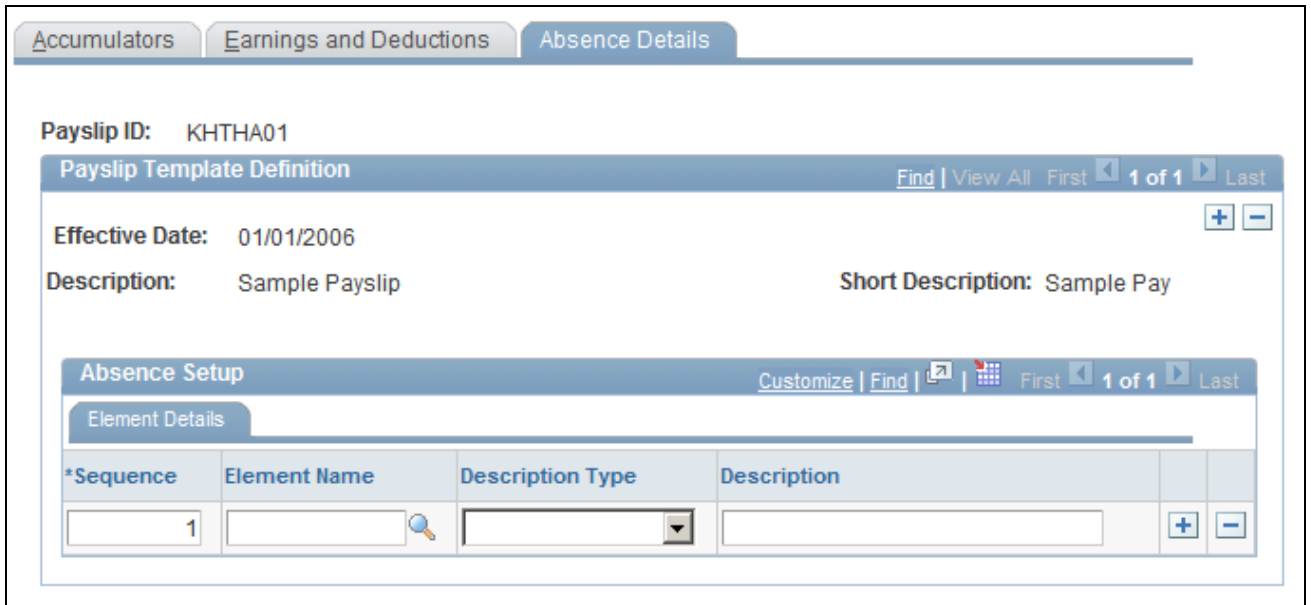 Accumulators Earnings and Deductions Absence Details
Payslip ID: KHTHA01
Payslip Template Definition Find | View All First 1 of 1 Last
Effective Date: 01/01/2006
Description: Sample Payslip Short Description: Sample Pay
Absence Setup Customize | Find | | First 1 of 1 Last
Element Details
*Sequence Element Name Description Type Description
1